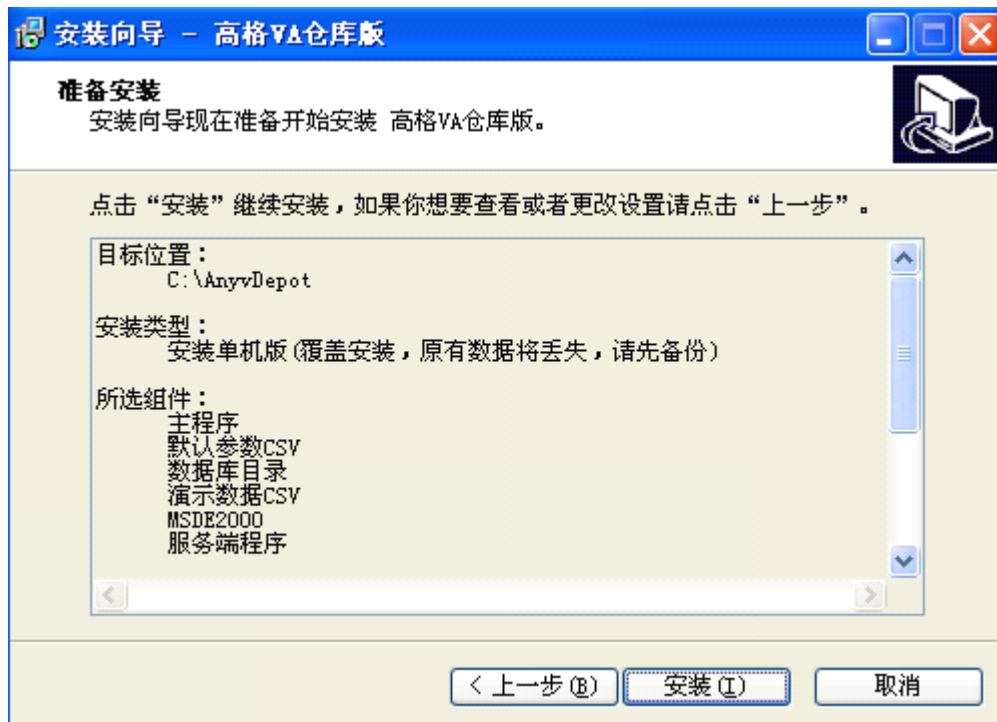 安装向导 - 高格VA仓库版
准备安装
安装向导现在准备开始安装 高格VA仓库版。
点击“安装”继续安装，如果你想要查看或者更改设置请点击“上一步”。
目标位置：
C:\AnyvDepot
安装类型：
安装单机版(覆盖安装，原有数据将丢失，请先备份)
所选组件：
主程序
默认参数CSV
数据库目录
演示数据CSV
MSDE2000
服务端程序
< 上一步(B)
安装(I)
取消